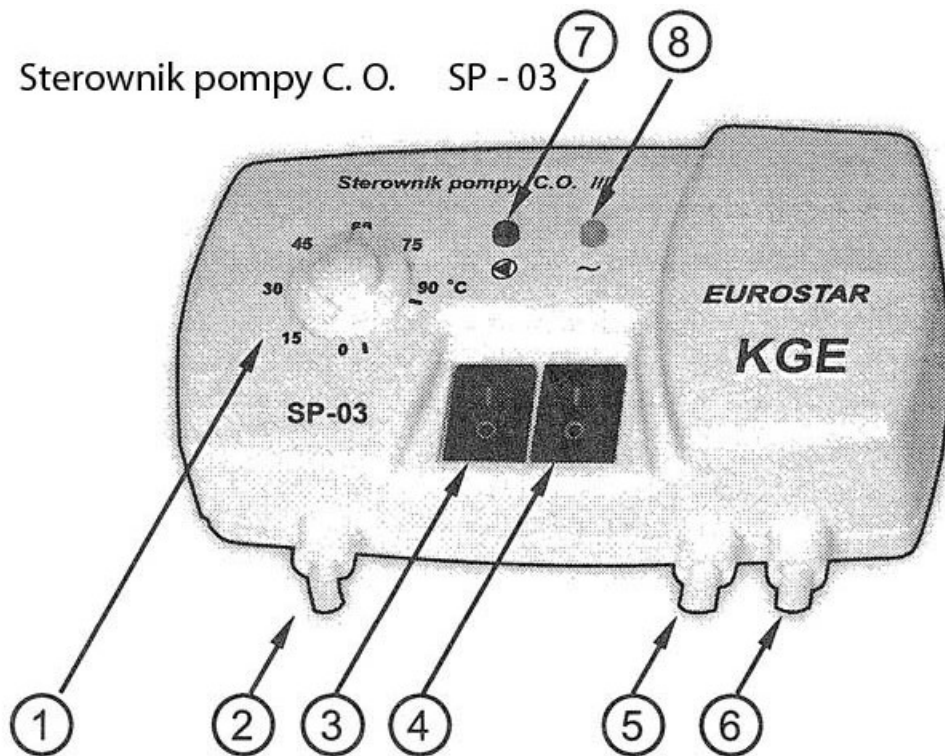 7 8
Sterownik pompy C. O. SP - 03
Sterownik pompy C.O. ///
60
45 75
30 90 °C
15 0
~
EUROSTAR
KGE
SP-03
I I
O O
1 2 3 4 5 6